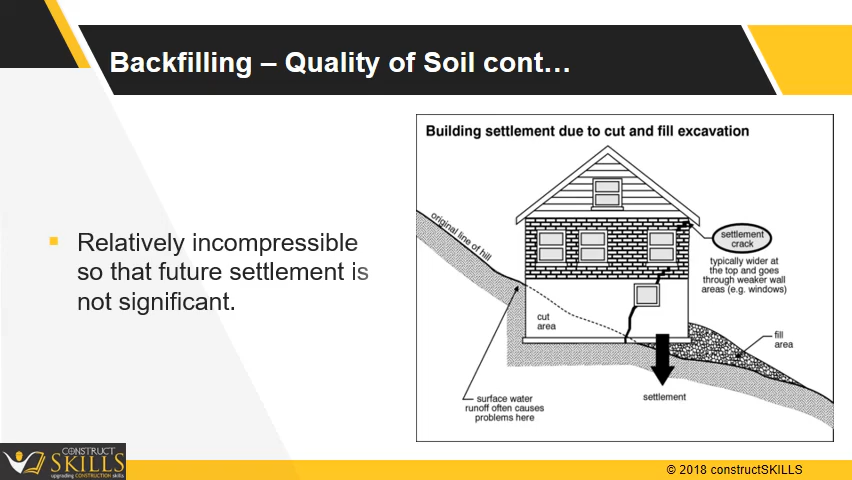 Backfilling – Quality of Soil cont…
Relatively incompressible
so that future settlement is
not significant.
Building settlement due to cut and fill excavation
original line of hill
settlement
crack
typically wider at
the top and goes
through weaker wall
areas (e.g. windows)
cut
area
fill
area
surface water
runoff often causes
problems here
settlement
CONSTRUCT
SKILLS
upgrading CONSTRUCTION skills
© 2018 constructSKILLS